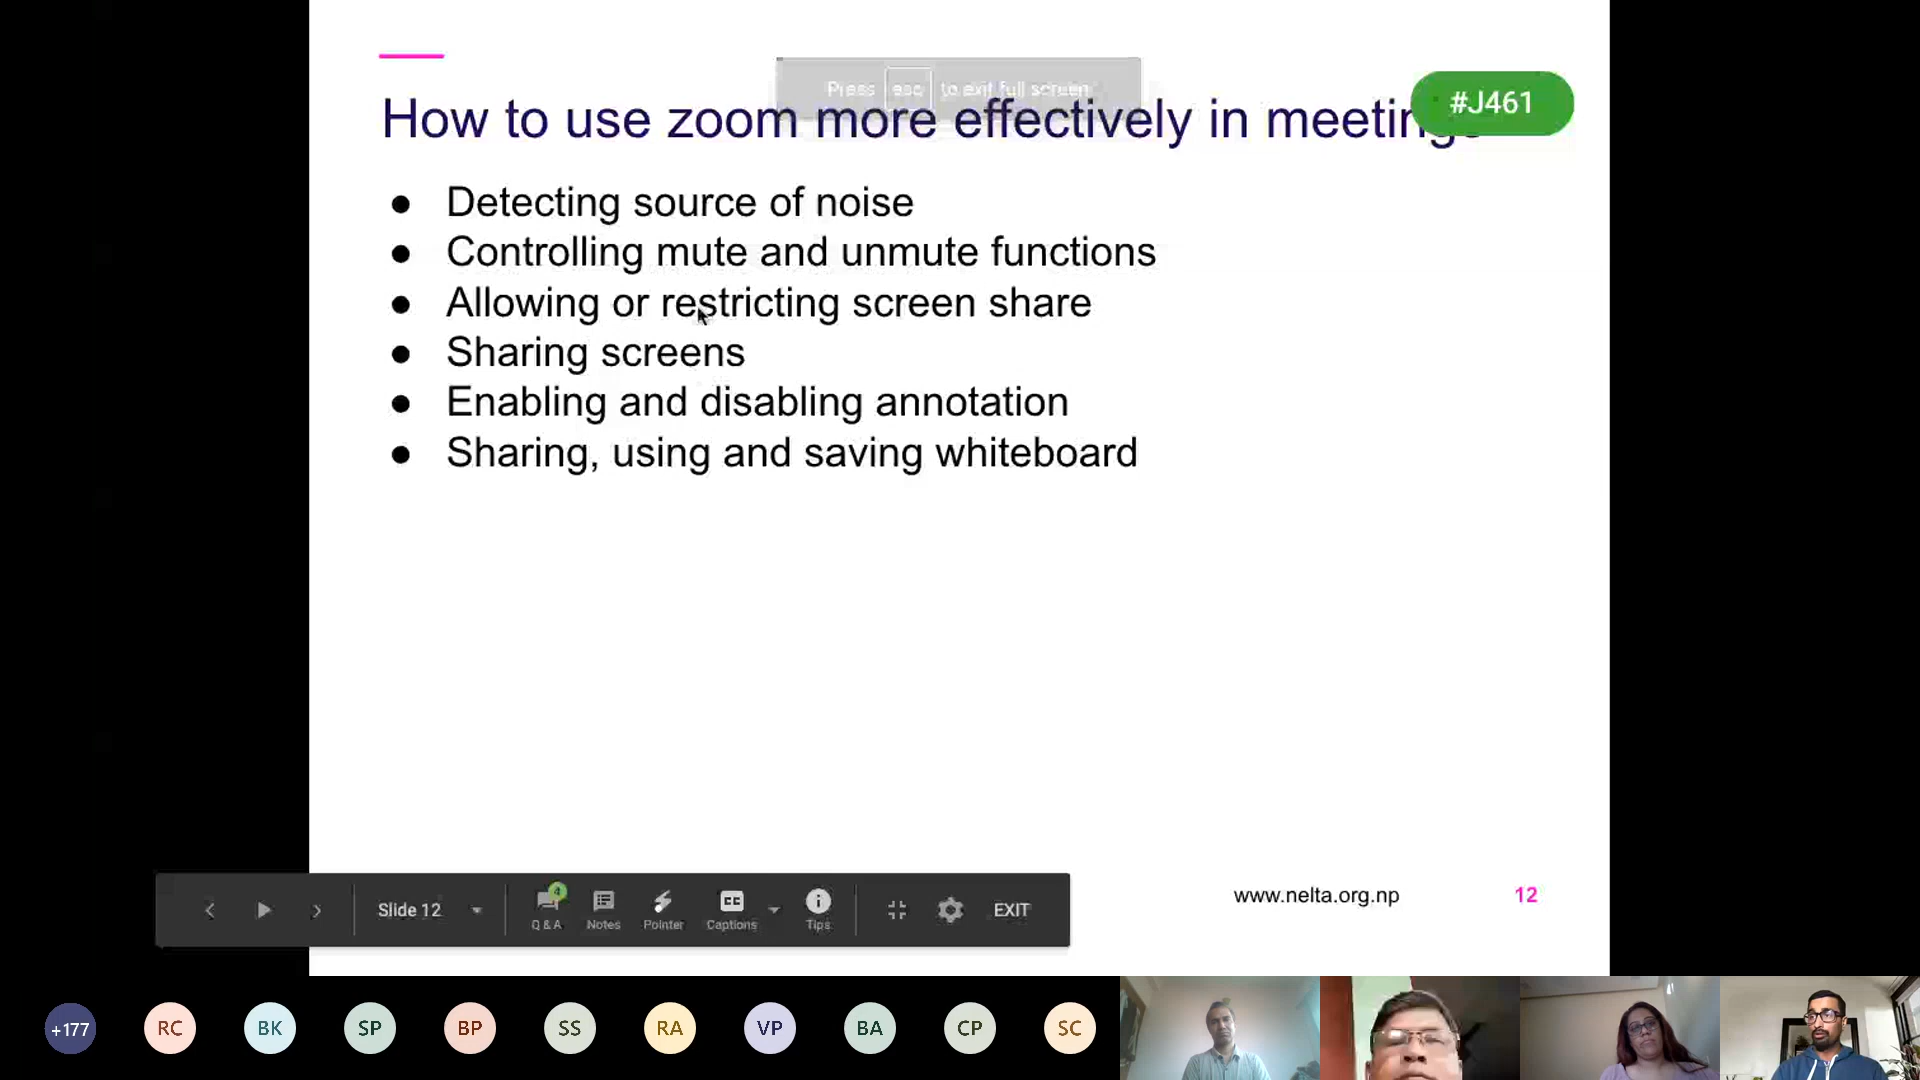 Press esc to exit full screen
#J461
How to use zoom more effectively in meetings
● Detecting source of noise
● Controlling mute and unmute functions
● Allowing or restricting screen share
● Sharing screens
● Enabling and disabling annotation
● Sharing, using and saving whiteboard
Slide 12
4
Q & A
Notes
CC
Pointer
Captions
Tips
EXIT
www.nelta.org.np
12
+177
RC
BK
SP
BP
SS
RA
VP
BA
CP
SC